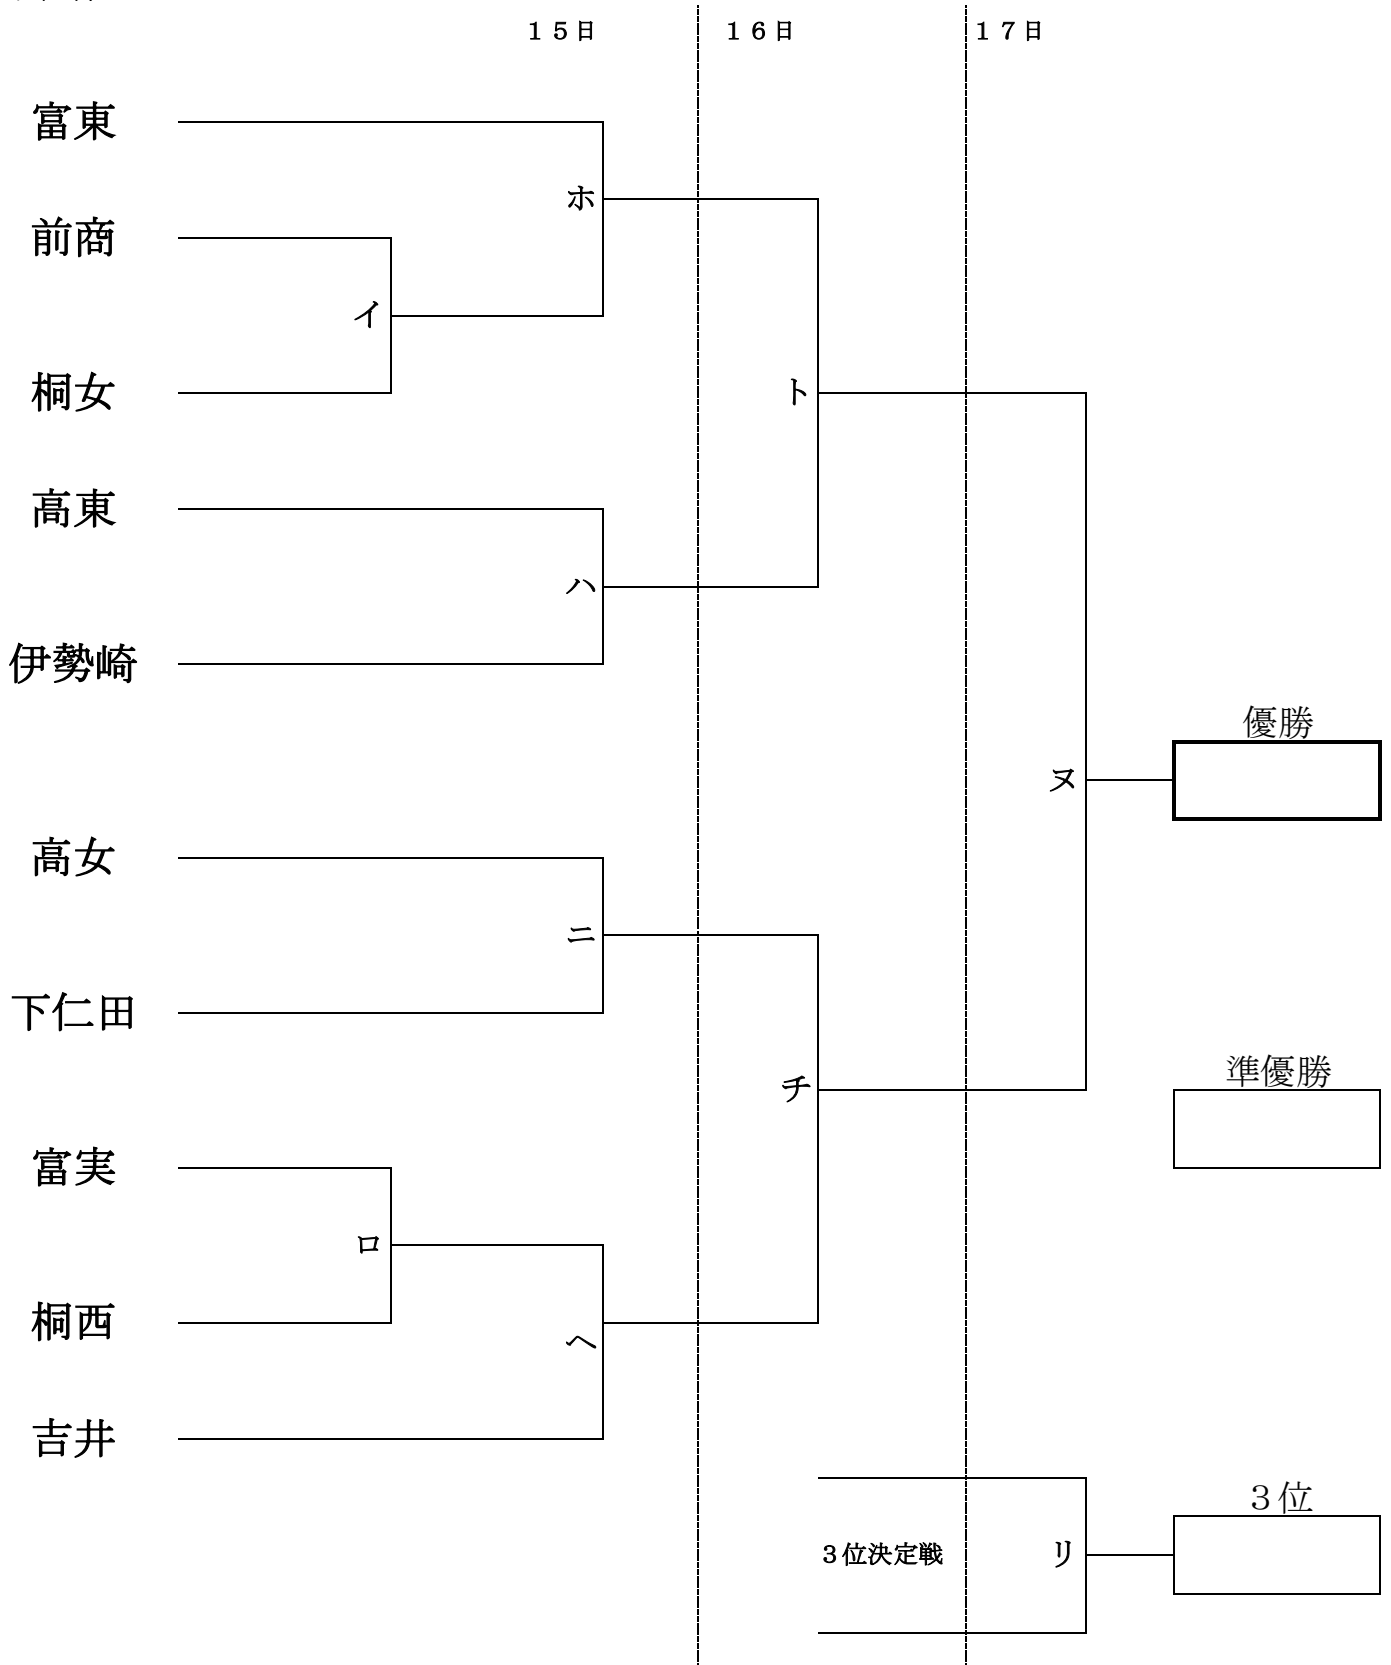 １５日 １６日 １７日
富東
ホ
前商
イ
桐女
ト
高東
ハ
伊勢崎
優勝
ヌ
高女
ニ
下仁田
準優勝
チ
富実
ロ
桐西
ヘ
吉井
３位
３位決定戦 リ